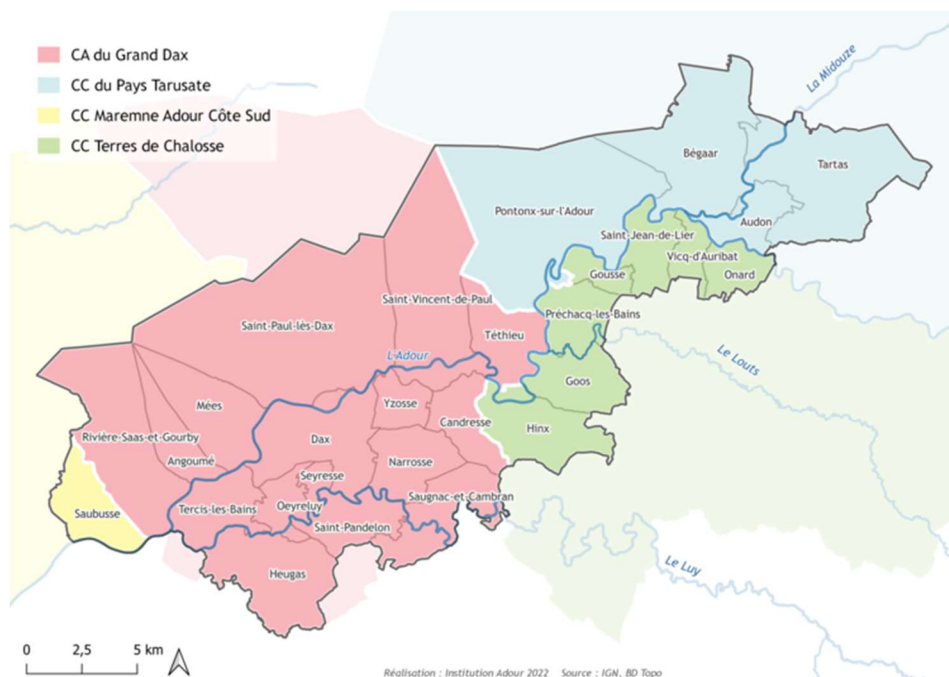 CA du Grand Dax
CC du Pays Tarusate
CC Maremne Adour Côte Sud
CC Terres de Chalosse
La Midouze
Bégaar
Tartas
Pontonx-sur-l'Adour
Audon
Saint-Jean-de-Lier
Vicq-d'Auribat
Gousse
Onard
Saint-Vincent-de-Paul
Préchacq-les-Bains
Saint-Paul-lès-Dax
Téthieu
L'Adour
Le Louts
Goos
Yzosse
Mées
Candresse
Hinx
Rivière-Saas-et-Gourby
Dax
Angoumé
Narrosse
Seyresse
Saugnac-et-Cambran
Oeyreluy
Tercis-les-Bains
Saubusse
Saint-Pandelon
Heugas
Le Luy
0 2,5 5 km
Réalisation : Institution Adour 2022 Source : IGN, BD Topo